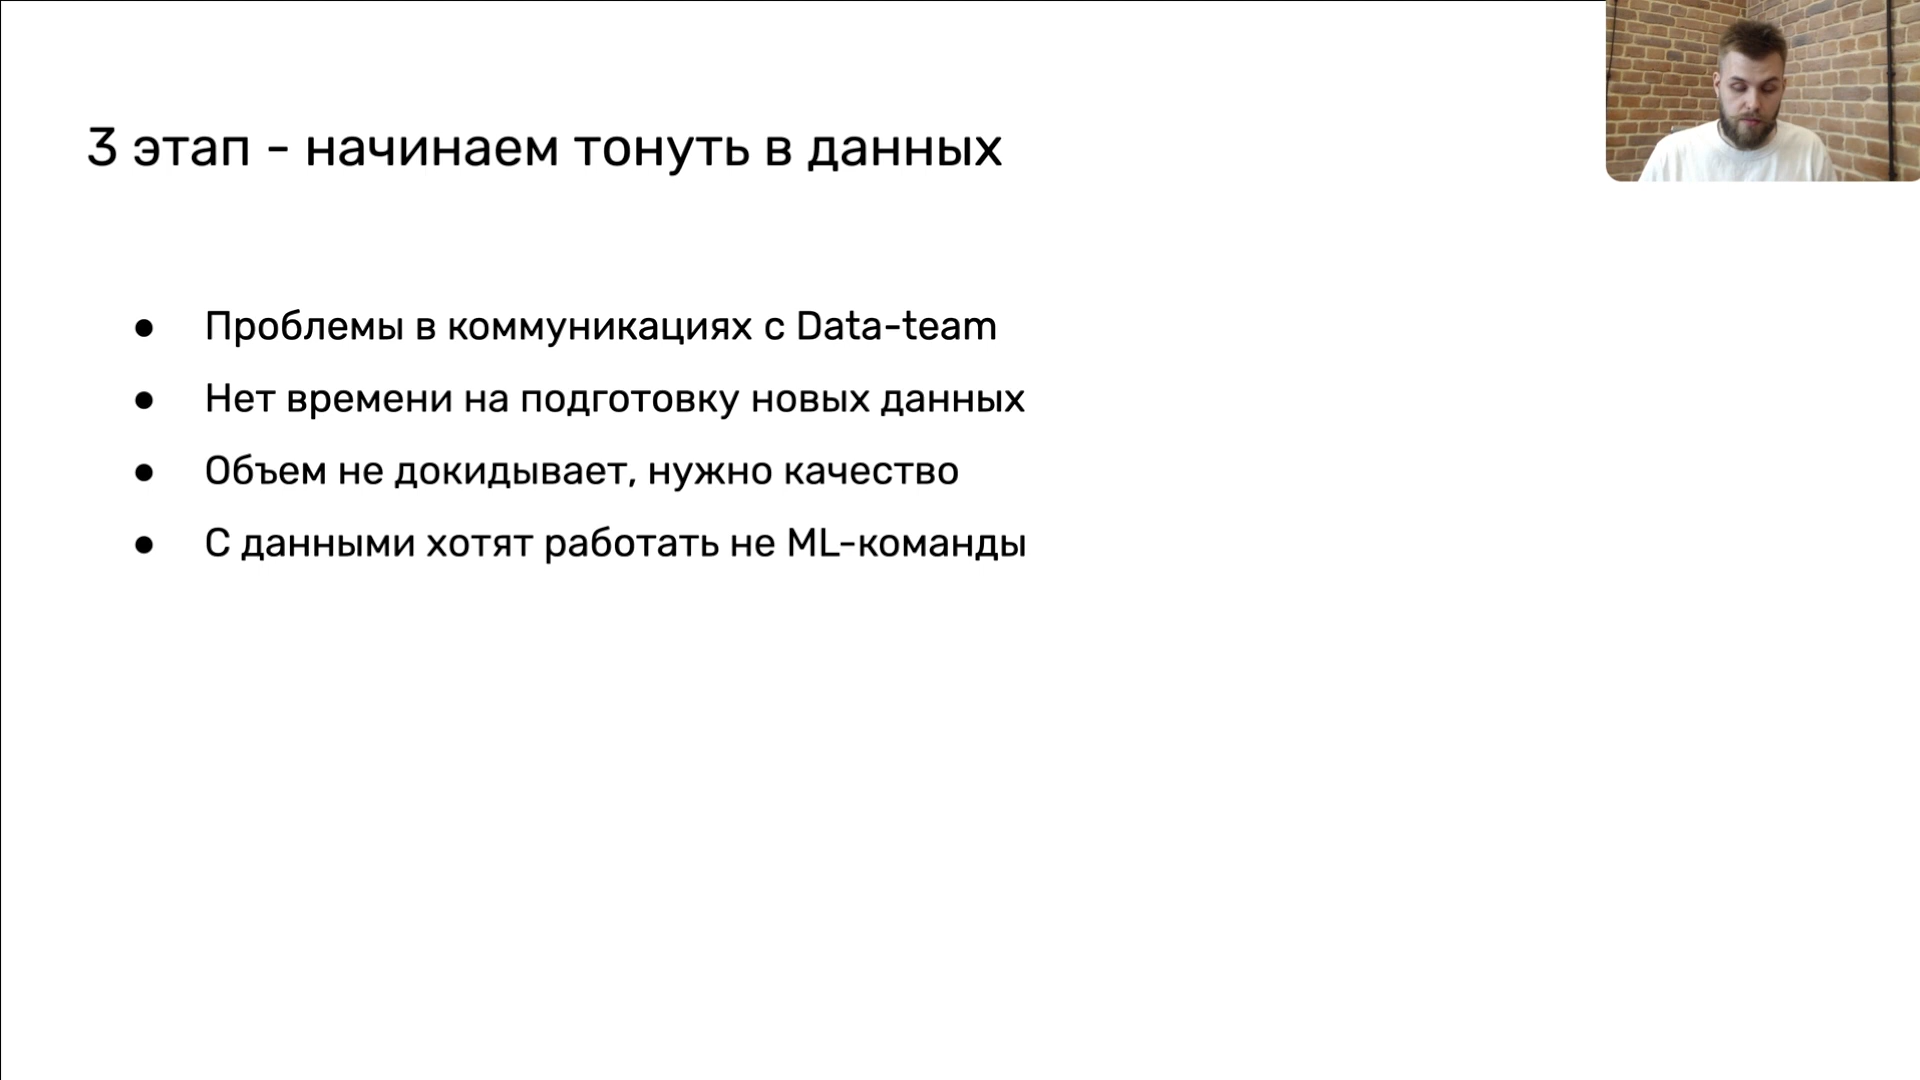 3 этап - начинаем тонуть в данных
● Проблемы в коммуникациях с Data-team
● Нет времени на подготовку новых данных
● Объем не докидывает, нужно качество
● С данными хотят работать не ML-команды